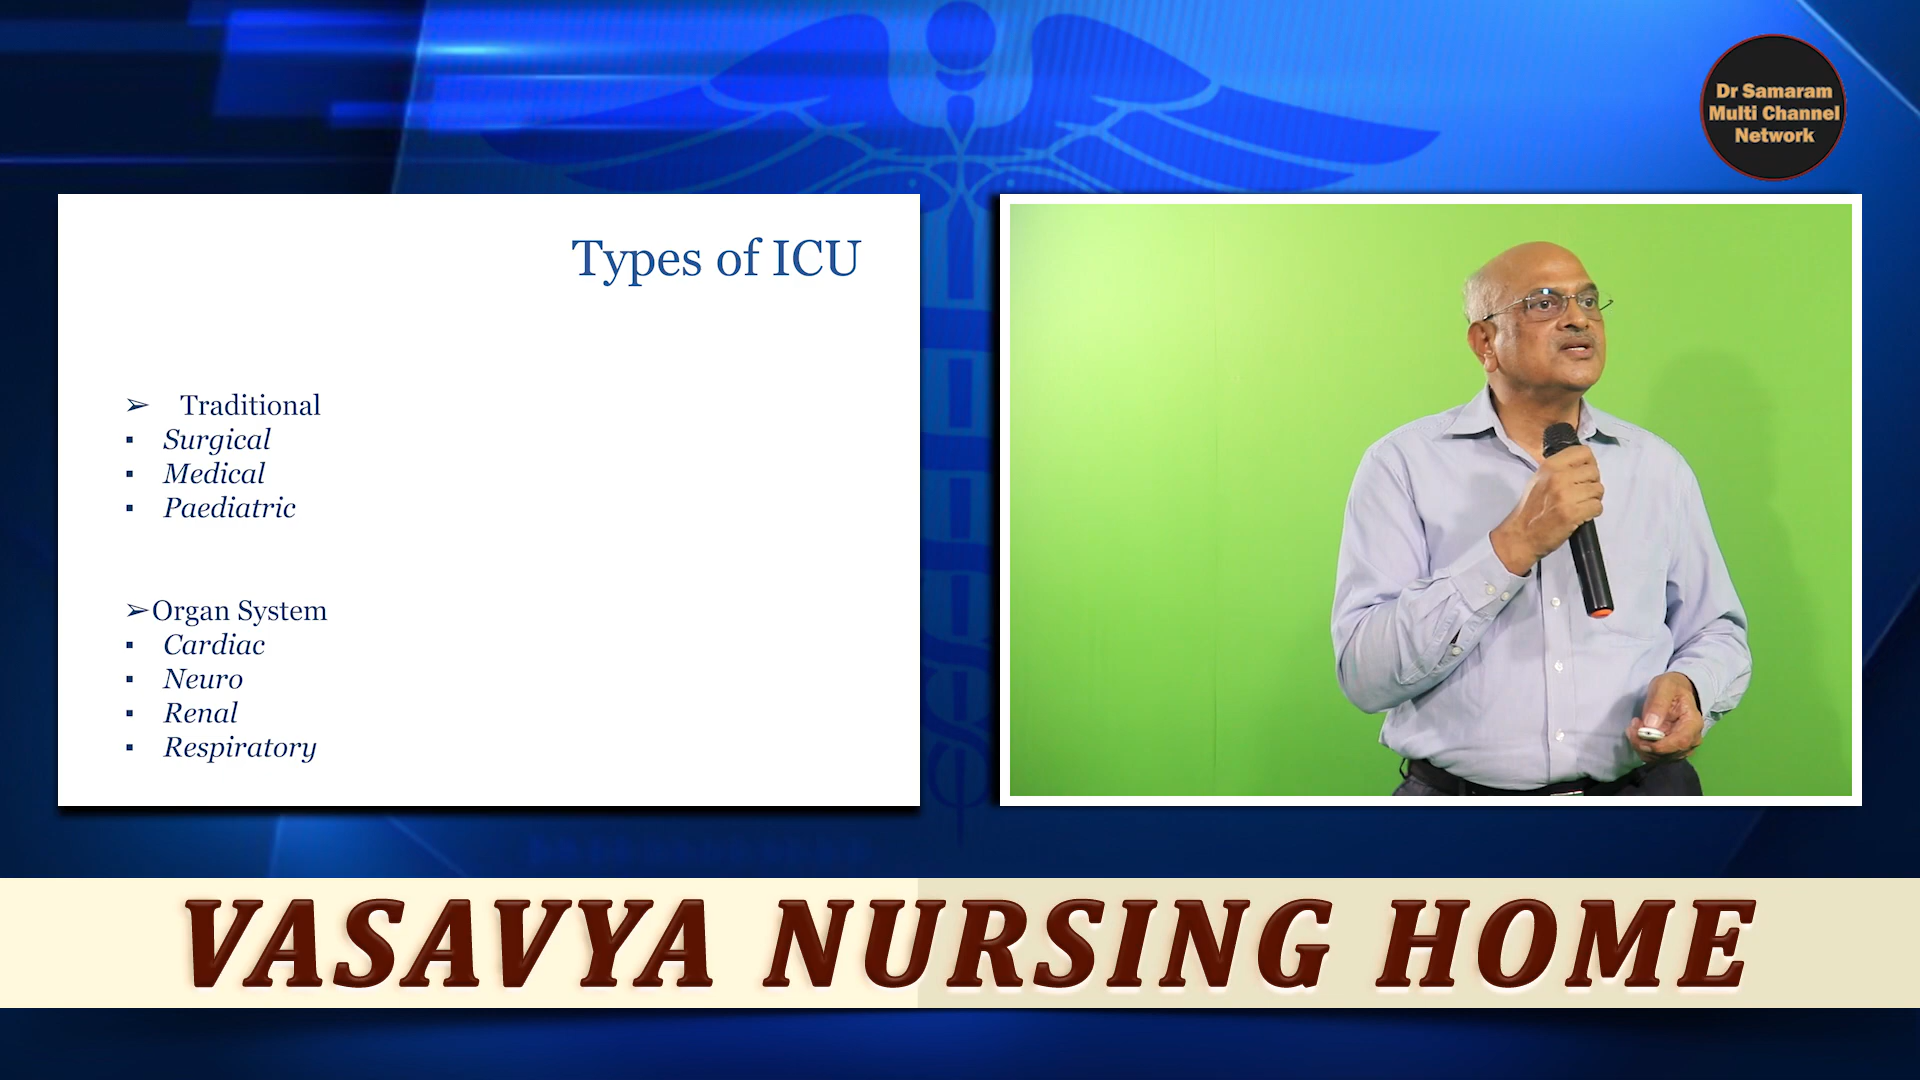 Dr Samaram
Multi Channel
Network
Types of ICU
➢ Traditional
▪ Surgical
▪ Medical
▪ Paediatric
➢Organ System
▪ Cardiac
▪ Neuro
▪ Renal
▪ Respiratory
VASAVYA NURSING HOME